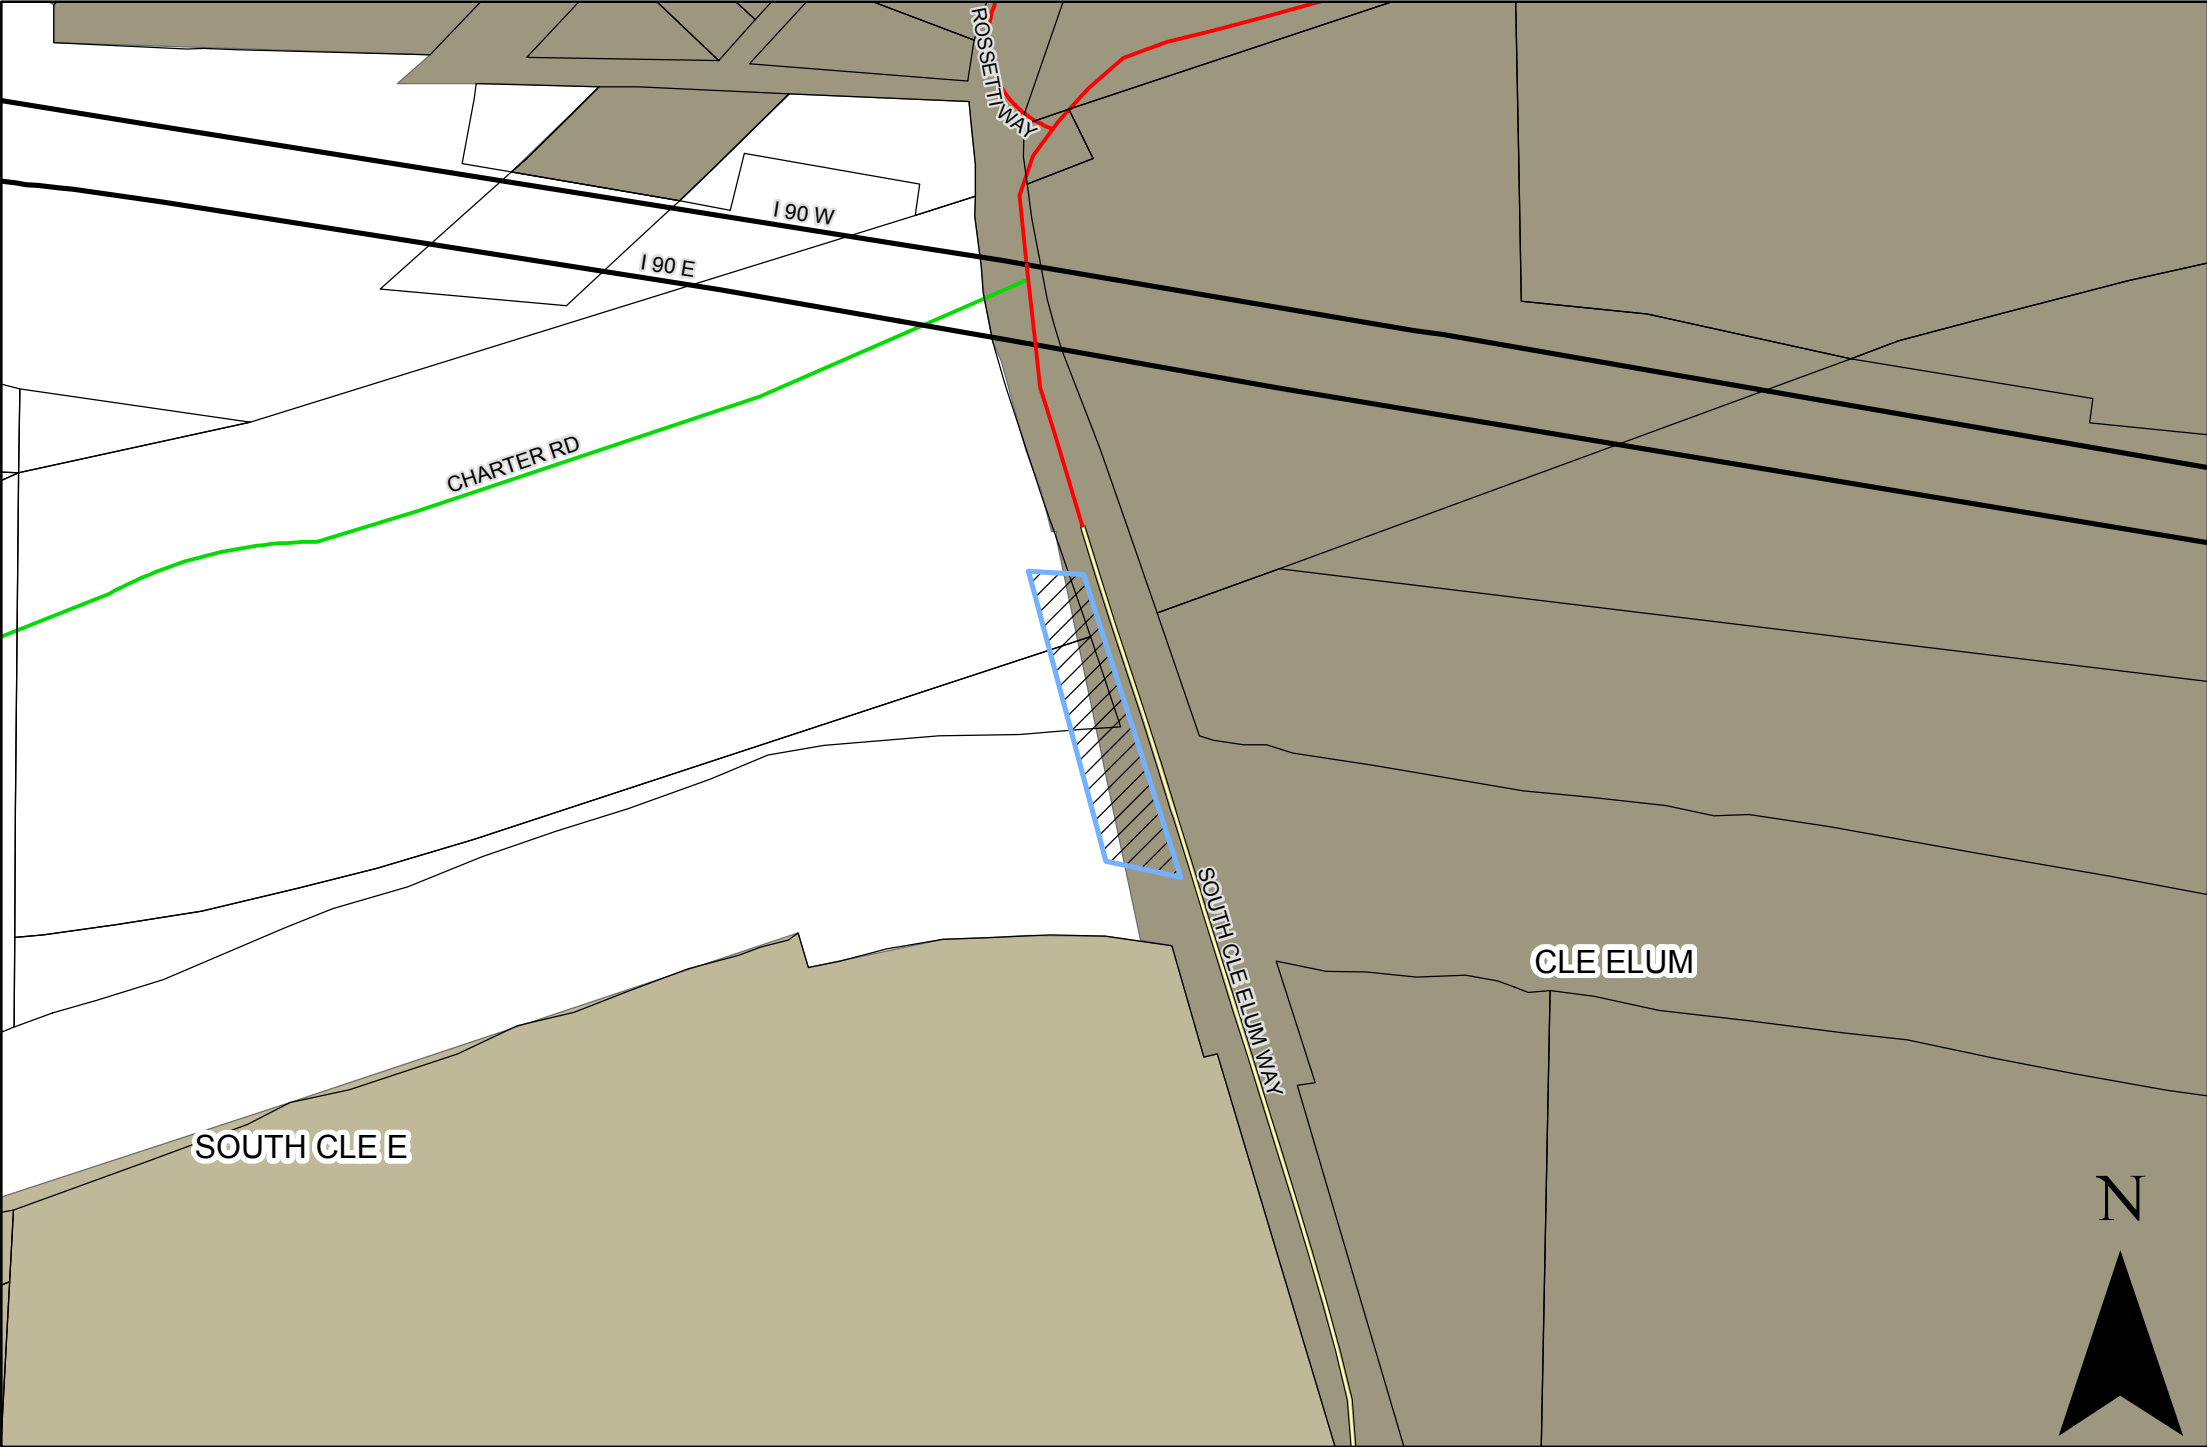 ROSSETTI WAY
I 90 W
I 90 E
CHARTER RD
SOUTH CLE ELUM WAY
CLE ELUM
SOUTH CLE E
N